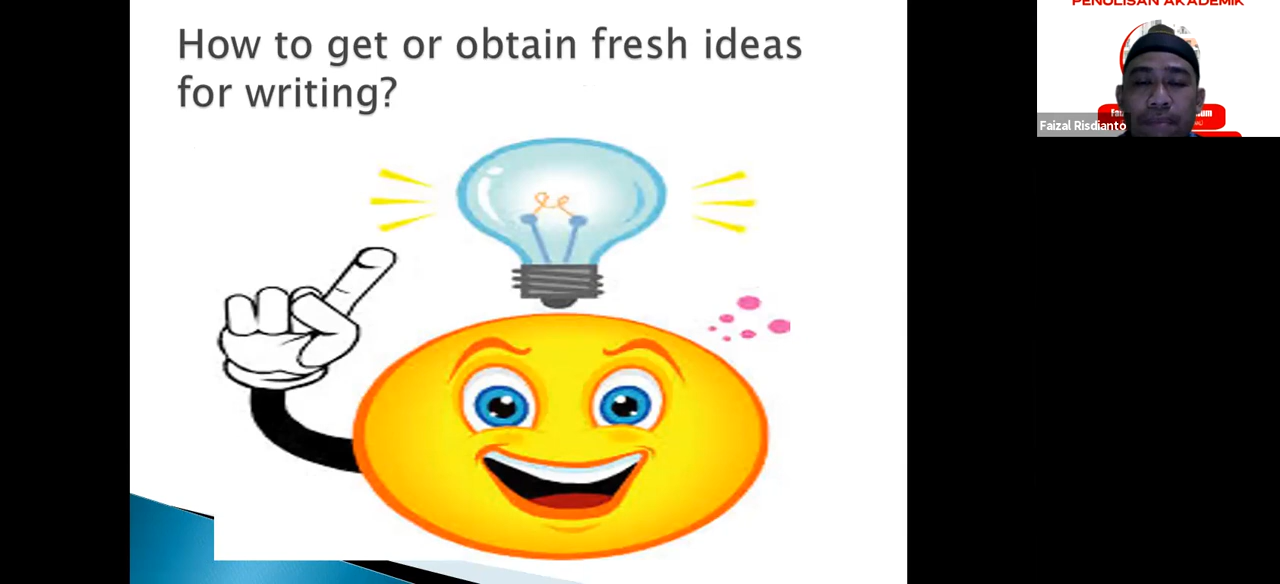 How to get or obtain fresh ideas
for writing?
PENULISAN AKADEMIK
Faizal Risdianto